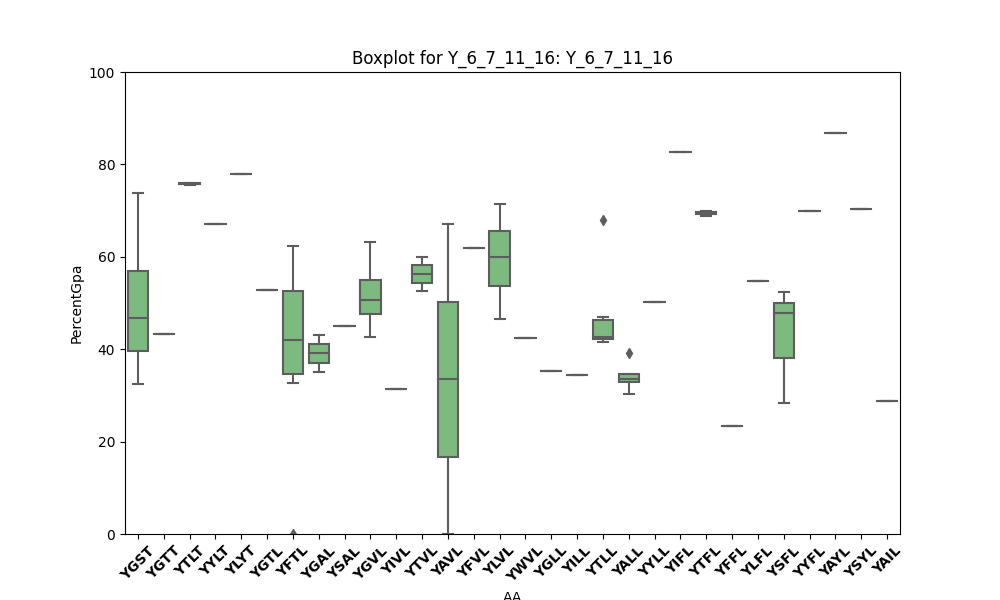 Boxplot for Y_6_7_11_16: Y_6_7_11_16
100
80
60
40
20
0
PercentGpa
YGST YGTT YTLT YYLT YLYT YGTL YFTL YGAL YSAL YGVL YIVL YTVL YAVL YFVL YLVL YWVL YGLL YILL YTLL YALL YYLL YIFL YTFL YFFL YLFL YSFL YYFL YAYL YSYL YAIL
AA